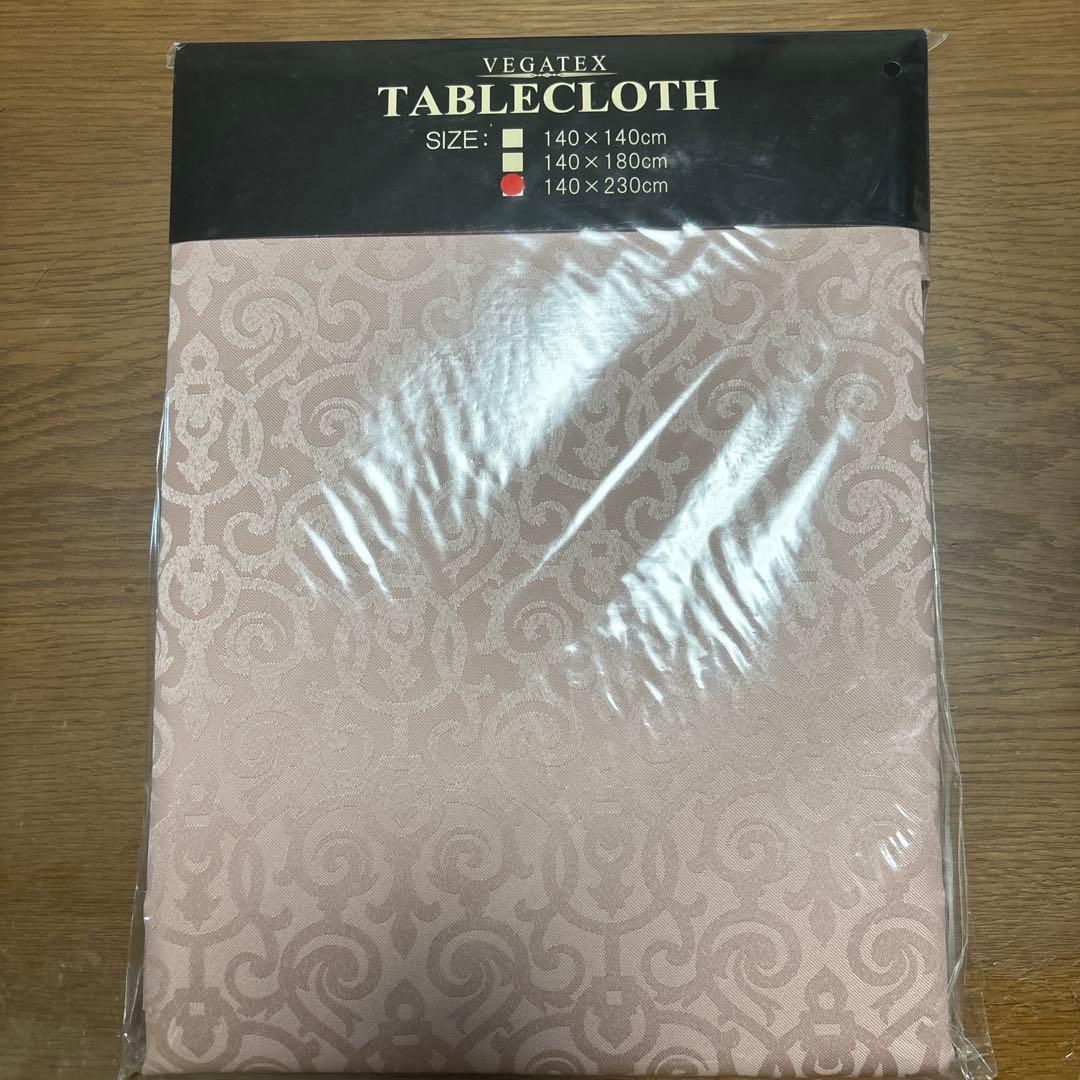 VEGATEX
TABLECLOTH
SIZE: 140×140cm
140×180cm
140×230cm